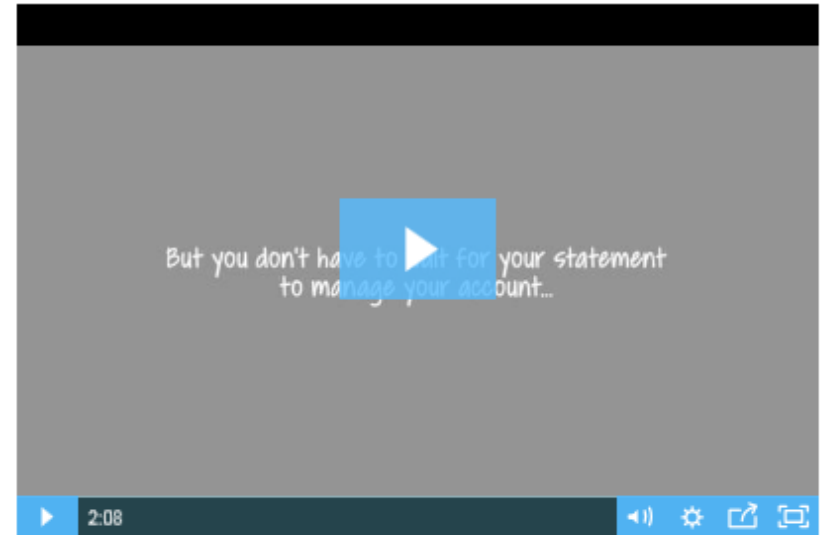 But you don't have to wait for your statement
to manage your account...
2:08